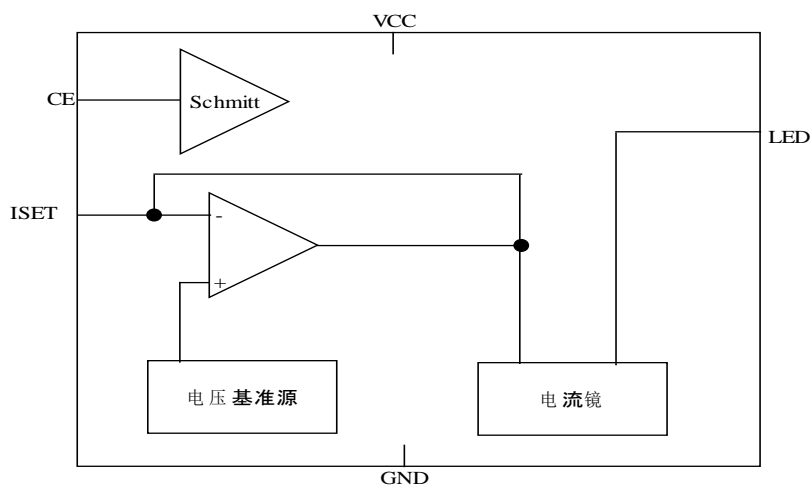 VCC
CE
Schmitt
LED
ISET
-
+
电压基准源
电流镜
GND